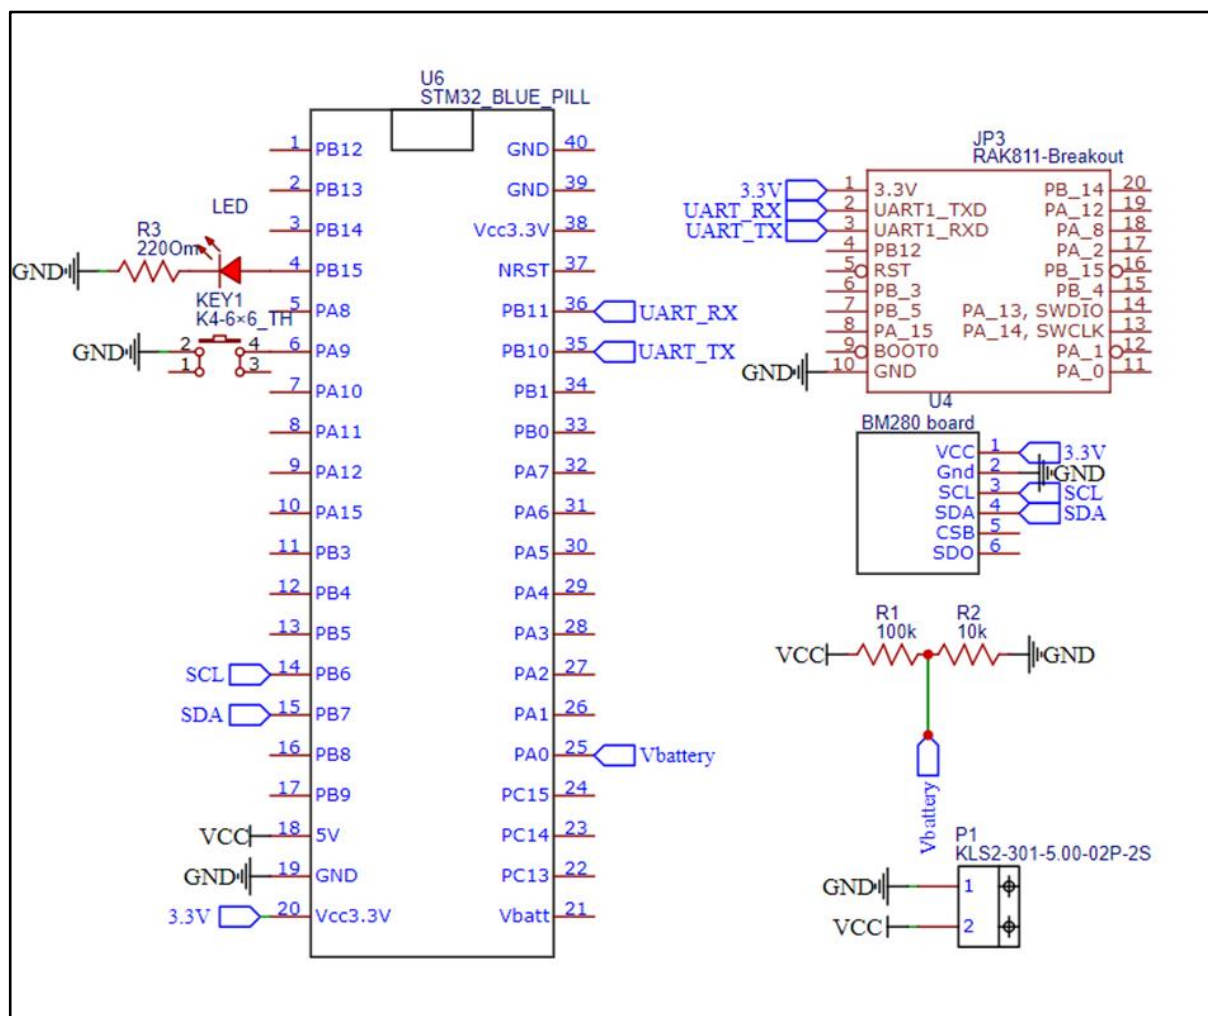 U6
STM32_BLUE_PILL
1 PB12 GND 40
2 PB13 GND 39
3 PB14 Vcc3.3V 38
LED
R3
220Om
GND 4 PB15 NRST 37
KEY1
K4-6×6_TH
5 PA8 PB11 36 UART_RX
GND 2 4 6 PA9 PB10 35 UART_TX
1 3
7 PA10 PB1 34
8 PA11 PB0 33
9 PA12 PA7 32
10 PA15 PA6 31
11 PB3 PA5 30
12 PB4 PA4 29
13 PB5 PA3 28
SCL 14 PB6 PA2 27
SDA 15 PB7 PA1 26
16 PB8 PA0 25 Vbattery
17 PB9 PC15 24
VCC 18 5V PC14 23
GND 19 GND PC13 22
3.3V 20 Vcc3.3V Vbatt 21
JP3
RAK811-Breakout
3.3V 1 3.3V PB_14 20
UART_RX 2 UART1_TXD PA_12 19
UART_TX 3 UART1_RXD PA_8 18
4 PB12 PA_2 17
5 RST PB_15 16
6 PB_3 PB_4 15
7 PB_5 PA_13, SWDIO 14
8 PA_15 PA_14, SWCLK 13
9 BOOT0 PA_1 12
GND 10 GND PA_0 11
U4
BM280 board
VCC 1 3.3V
Gnd 2 GND
SCL 3 SCL
SDA 4 SDA
CSB 5
SDO 6
R1 R2
100k 10k
VCC GND
Vbattery
P1
KLS2-301-5.00-02P-2S
GND 1
VCC 2